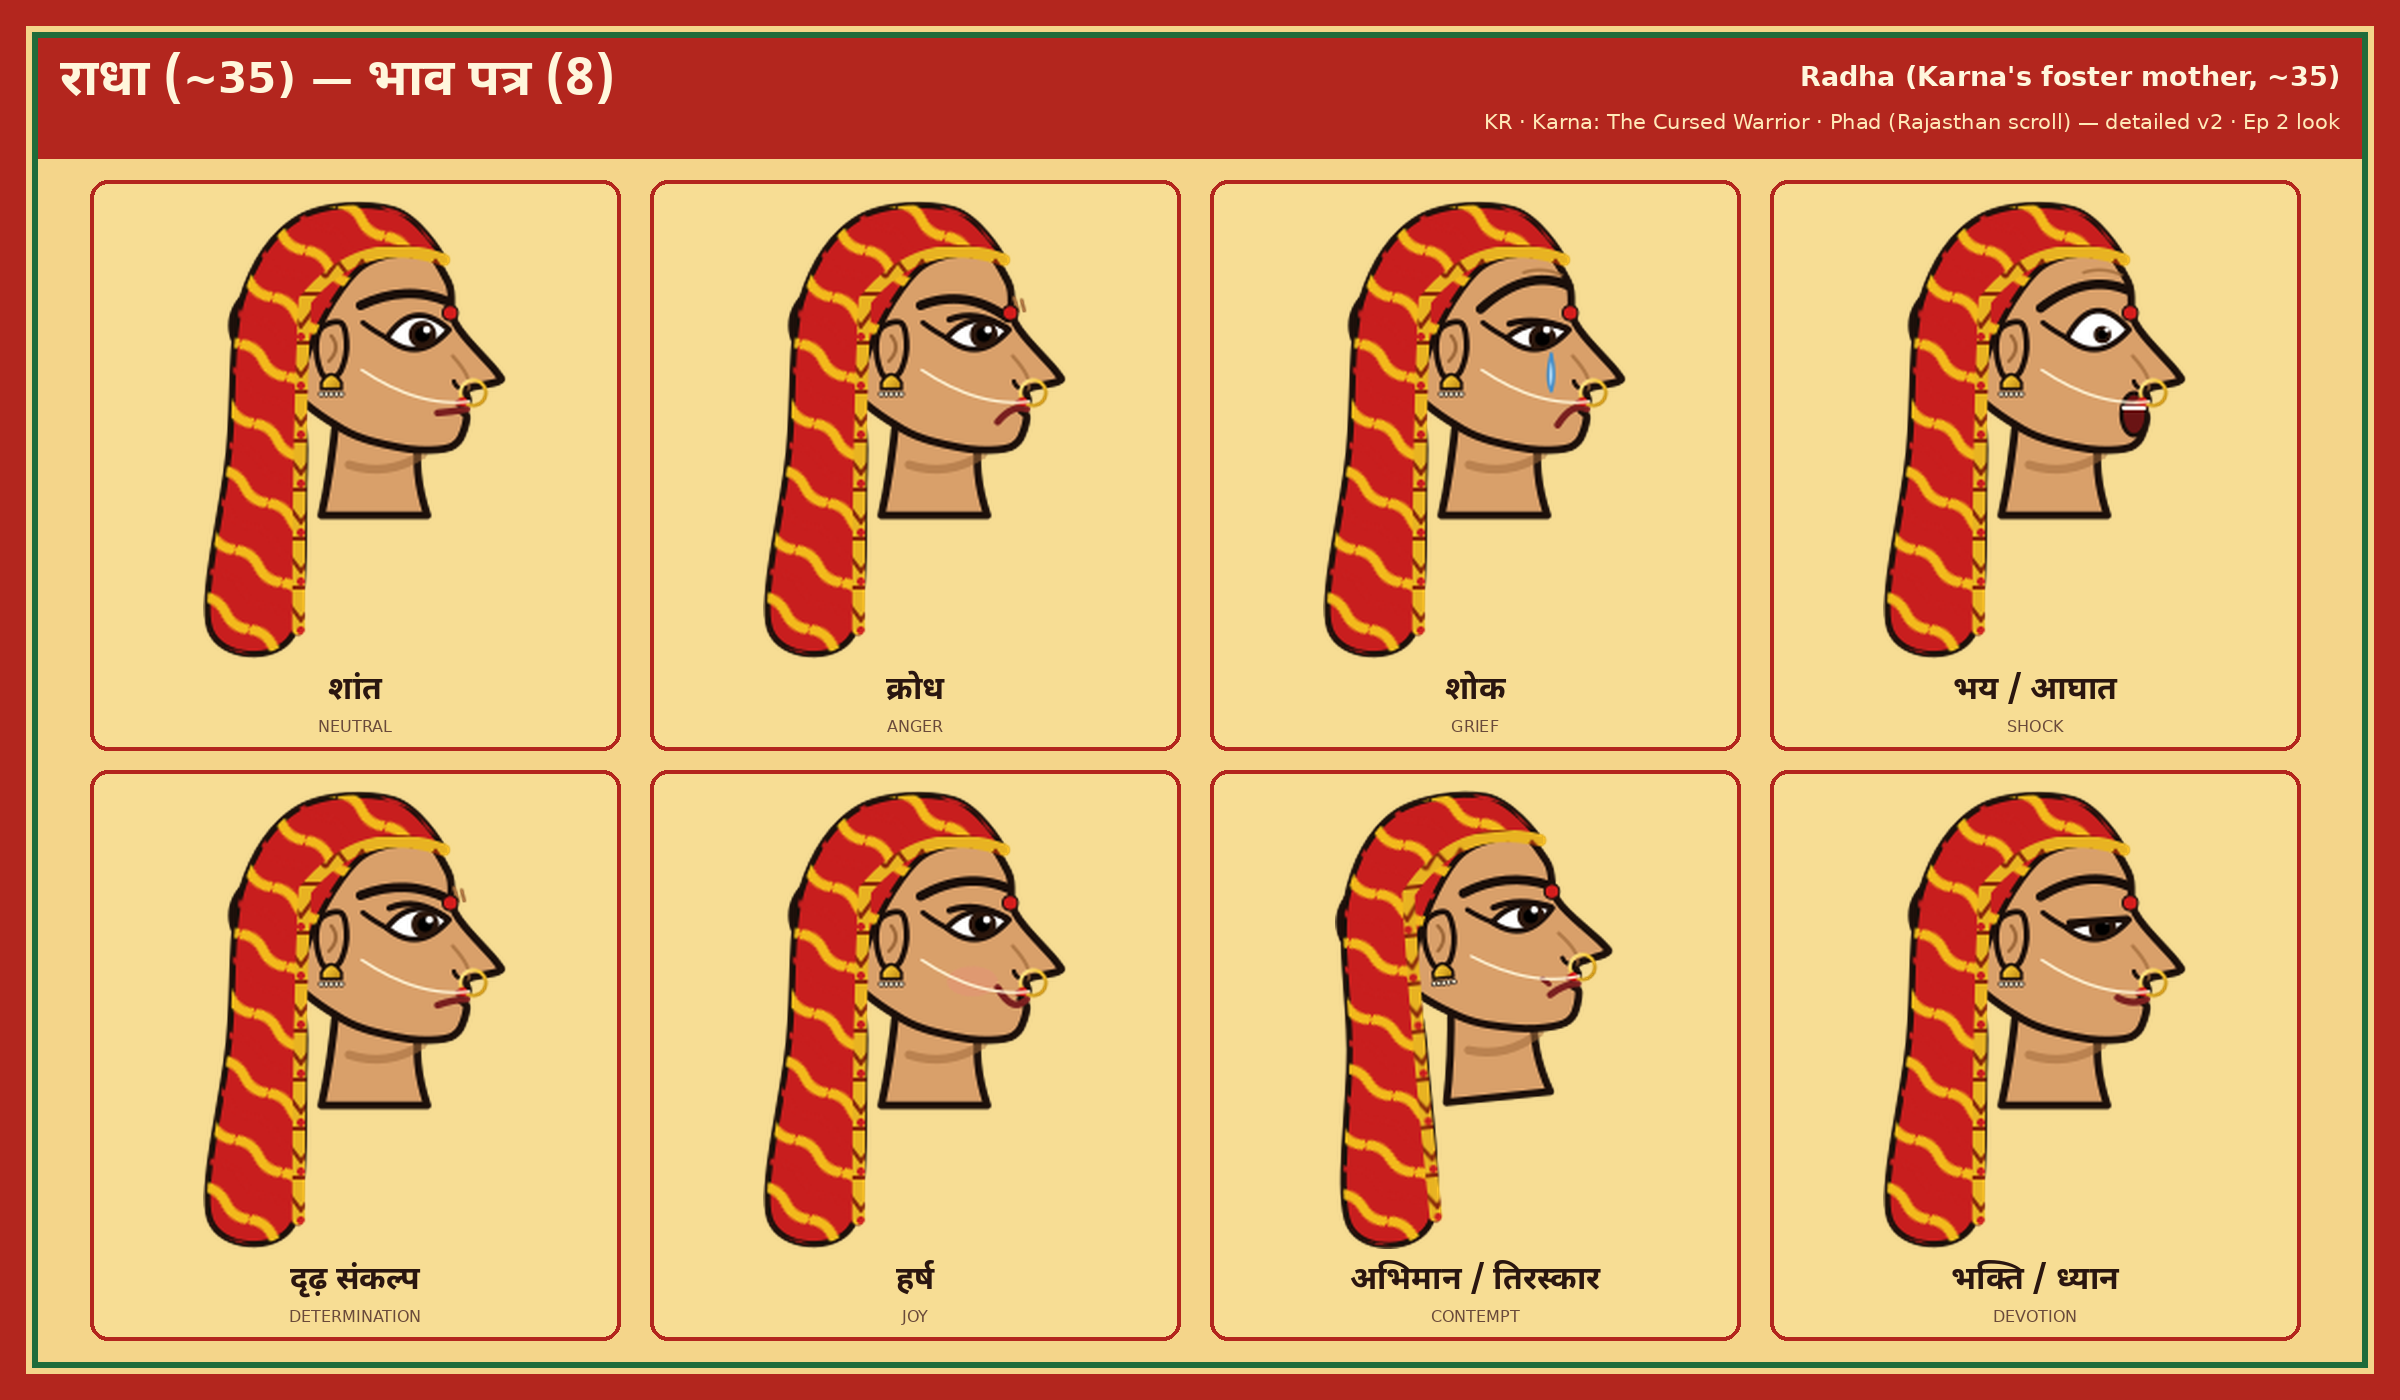 राधा (~35) — भाव पत्र (8)
Radha (Karna's foster mother, ~35)
KR · Karna: The Cursed Warrior · Phad (Rajasthan scroll) — detailed v2 · Ep 2 look
शांत
NEUTRAL
क्रोध
ANGER
शोक
GRIEF
भय / आघात
SHOCK
दृढ़ संकल्प
DETERMINATION
हर्ष
JOY
अभिमान / तिरस्कार
CONTEMPT
भक्ति / ध्यान
DEVOTION